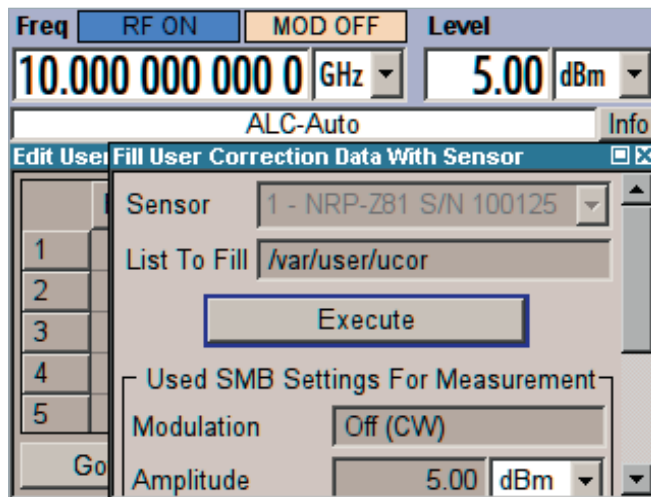 Freq RF ON MOD OFF Level
10.000 000 000 0 GHz 5.00 dBm
ALC-Auto Info
Edit User Fill User Correction Data With Sensor
Sensor 1 - NRP-Z81 S/N 100125
1 List To Fill /var/user/ucor
2
3 Execute
4 Used SMB Settings For Measurement
5 Modulation Off (CW)
Go Amplitude 5.00 dBm